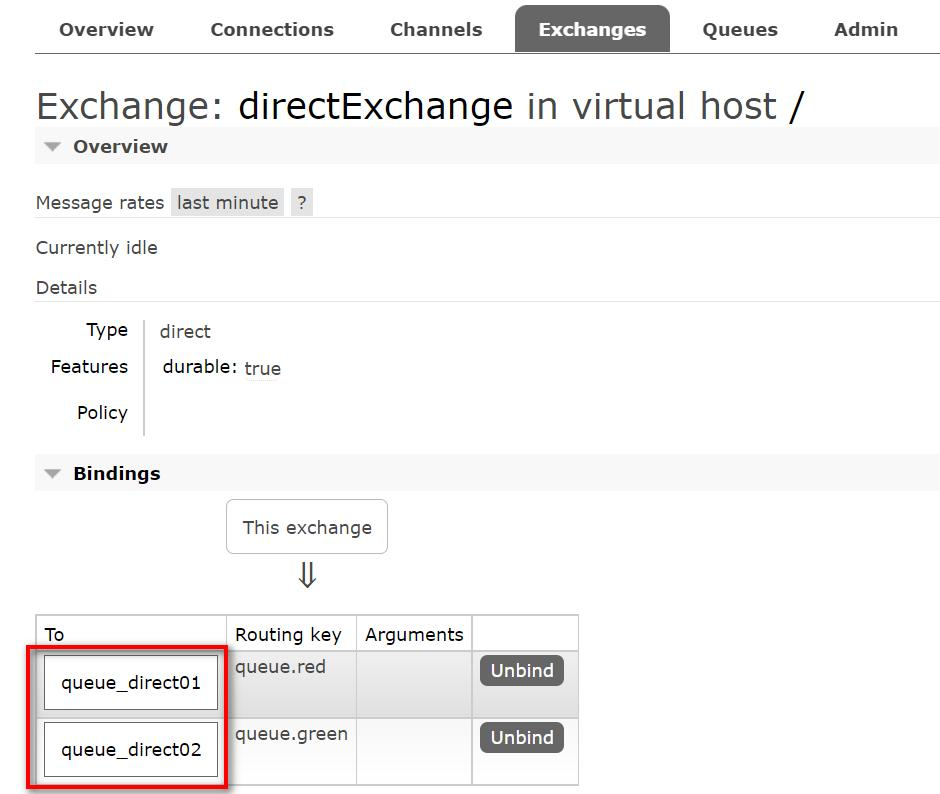 Overview Connections Channels Exchanges Queues Admin
Exchange: directExchange in virtual host /
Overview
Message rates last minute ?
Currently idle
Details
Type direct
Features durable: true
Policy
Bindings
This exchange
⇓
To Routing key Arguments
queue_direct01 queue.red Unbind
queue_direct02 queue.green Unbind